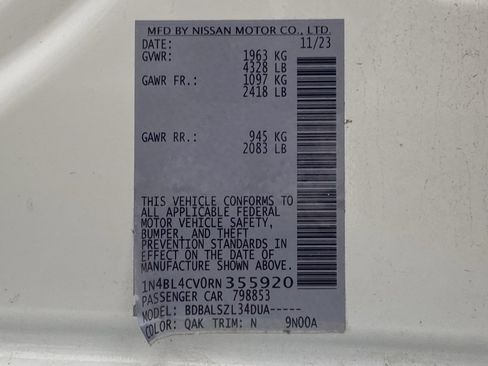 MFD BY NISSAN MOTOR CO., LTD.
DATE: 11/23
GVWR: 1963 KG
4328 LB
GAWR FR.: 1097 KG
2418 LB
GAWR RR.: 945 KG
2083 LB
THIS VEHICLE CONFORMS TO
ALL APPLICABLE FEDERAL
MOTOR VEHICLE SAFETY,
BUMPER, AND THEFT
PREVENTION STANDARDS IN
EFFECT ON THE DATE OF
MANUFACTURE SHOWN ABOVE.
1N4BL4CV0RN355920
PASSENGER CAR 798853
MODEL: BDBALSZL34DUA-----
COLOR: QAK TRIM: N 9N00A